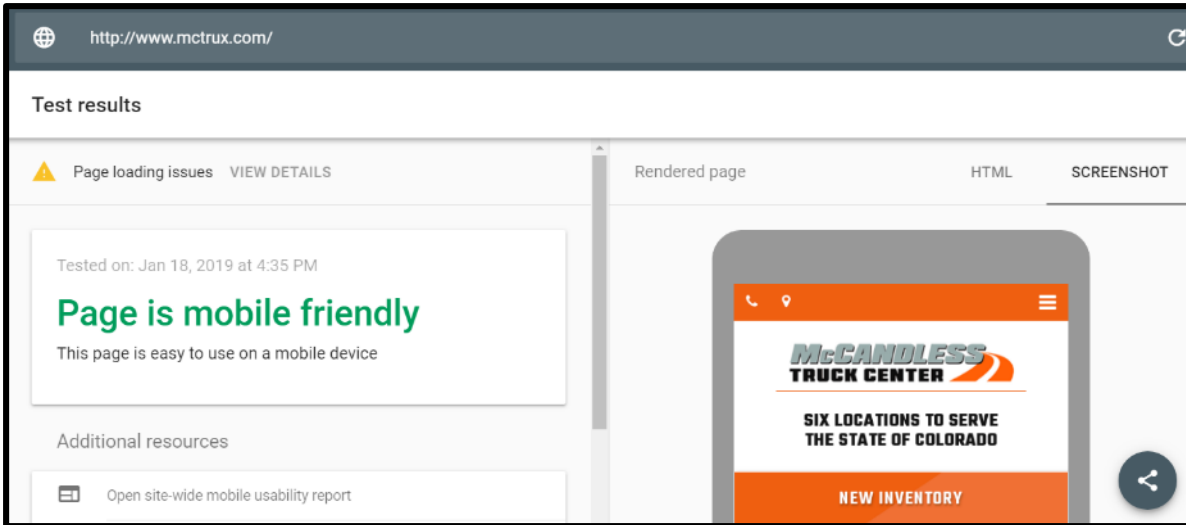 http://www.mctrux.com/
Test results
Page loading issues VIEW DETAILS
Tested on: Jan 18, 2019 at 4:35 PM
Page is mobile friendly
This page is easy to use on a mobile device
Additional resources
Open site-wide mobile usability report
Rendered page HTML SCREENSHOT
McCANDLESS
TRUCK CENTER
SIX LOCATIONS TO SERVE
THE STATE OF COLORADO
NEW INVENTORY